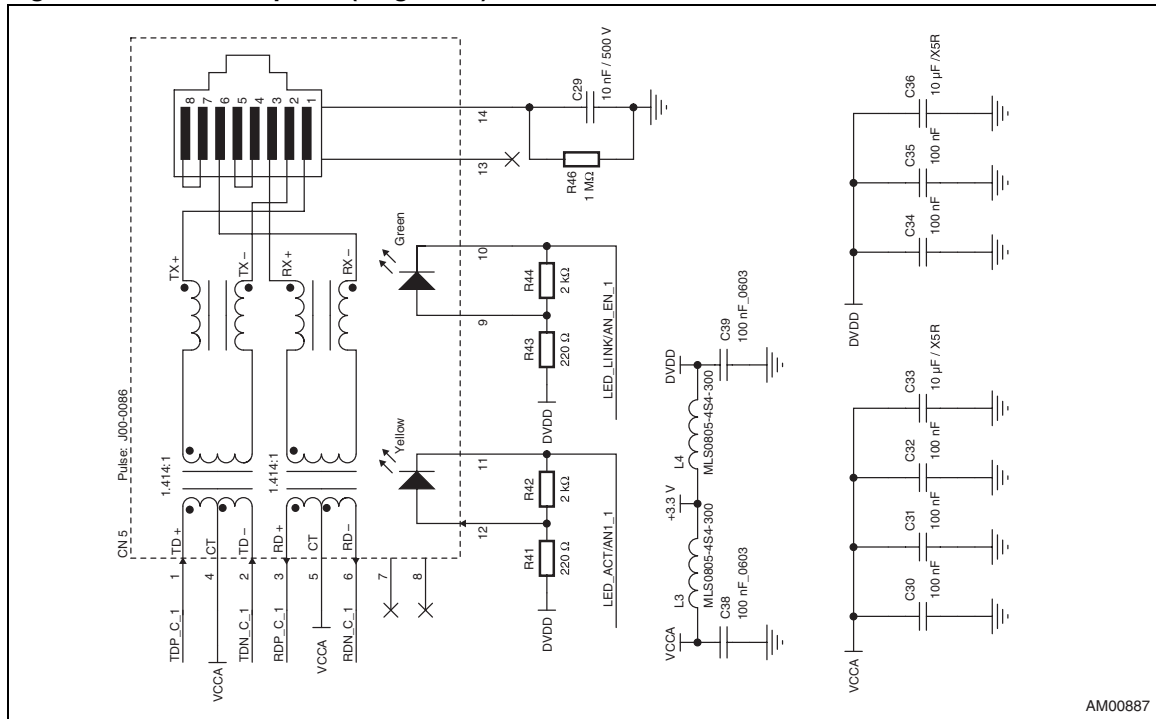 CN 5
Pulse: J00-0086
8
7
6
5
4
3
2
1
14
13
C29
10 nF / 500 V
R46
1 MΩ
TX+
TX−
RX+
RX−
1.414:1
1.414:1
TD +
CT
TD −
RD+
CT
RD−
1
4
2
3
5
6
7
8
TDP_C_1
VCCA
TDN_C_1
RDP_C_1
VCCA
RDN_C_1
Green
10
9
R44
2 kΩ
R43
220 Ω
DVDD
LED_LINK/AN_EN_1
Yellow
11
12
R42
2 kΩ
R41
220 Ω
DVDD
LED_ACT/AN1_1
DVDD
C39
100 nF_0603
L4
MLS0805-4S4-300
+3.3 V
L3
MLS0805-4S4-300
VCCA
C38
100 nF_0603
C36
10 µF /X5R
C35
100 nF
C34
100 nF
DVDD
C33
10 µF / X5R
C32
100 nF
C31
100 nF
C30
100 nF
VCCA
AM00887